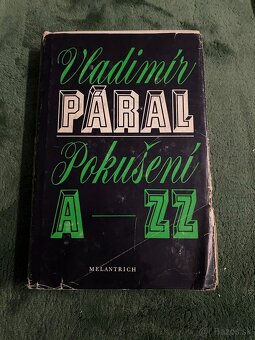 Vladimír
PÁRAL
Pokušení
A—ZZ
MELANTRICH